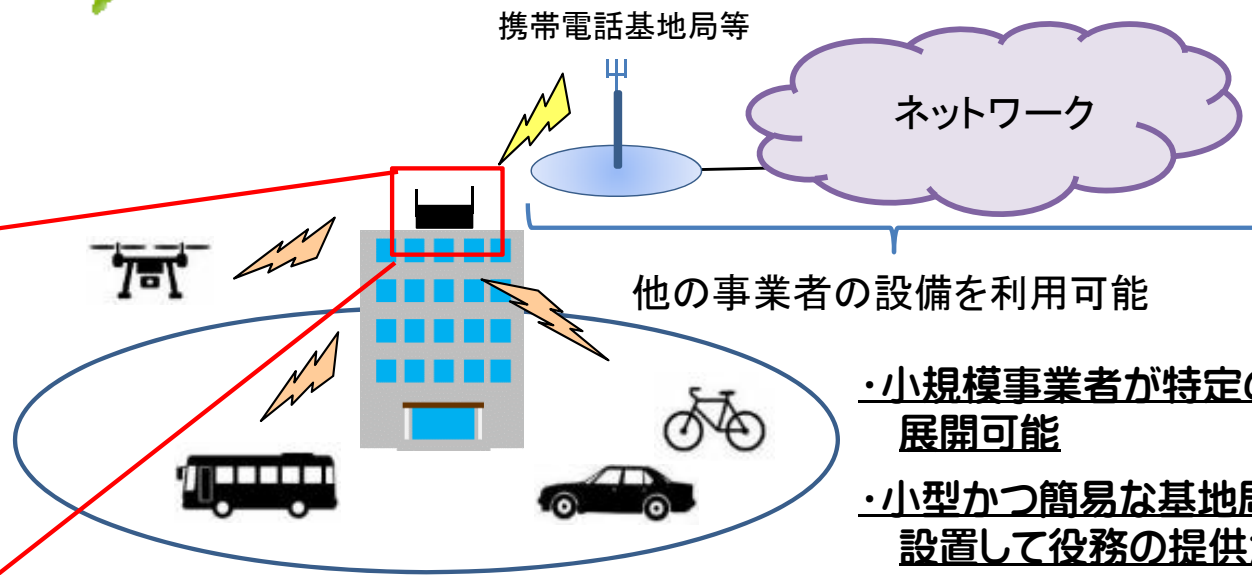 携帯電話基地局等
ネットワーク
他の事業者の設備を利用可能
・小規模事業者が特定の
展開可能
・小型かつ簡易な基地局
設置して役務の提供